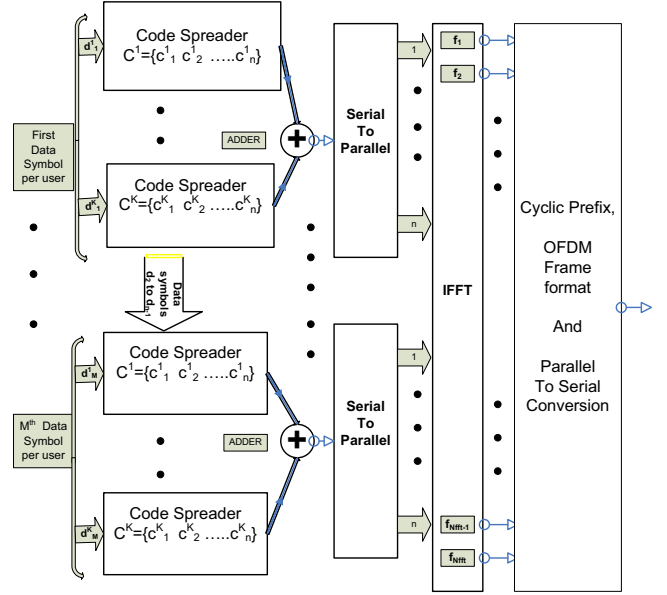 Code Spreader
C¹={c¹₁ c¹₂ …..c¹ₙ}
d¹₁
ADDER
+
First
Data
Symbol
per user
Code Spreader
Cᴷ={cᴷ₁ cᴷ₂ …..cᴷₙ}
dᴷ₁
Data
symbols
d₂ to dₙ₋₁
Serial
To
Parallel
1
n
Code Spreader
C¹={c¹₁ c¹₂ …..c¹ₙ}
d¹_M
ADDER
+
Mᵗʰ Data
Symbol
per user
Code Spreader
Cᴷ={cᴷ₁ cᴷ₂ …..cᴷₙ}
dᴷ_M
Serial
To
Parallel
1
n
IFFT
f₁
f₂
f_Nfft-1
f_Nfft
Cyclic Prefix,
OFDM
Frame
format
And
Parallel
To Serial
Conversion